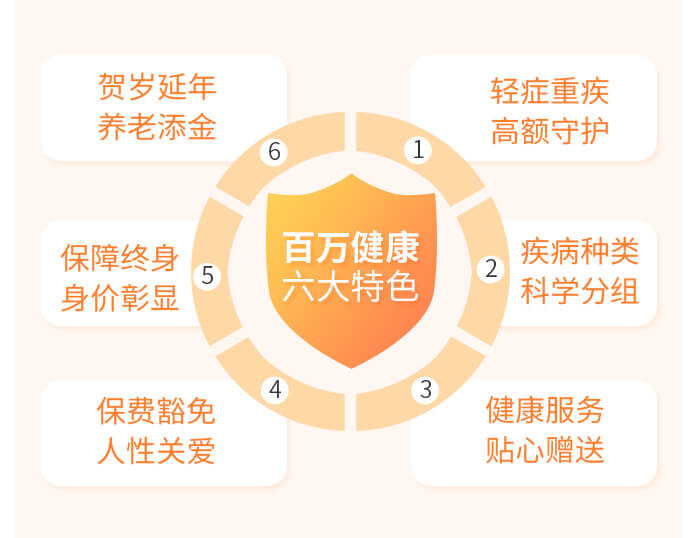 百万健康
六大特色
1
轻症重疾
高额守护
2
疾病种类
科学分组
3
健康服务
贴心赠送
4
保费豁免
人性关爱
5
保障终身
身价彰显
6
贺岁延年
养老添金